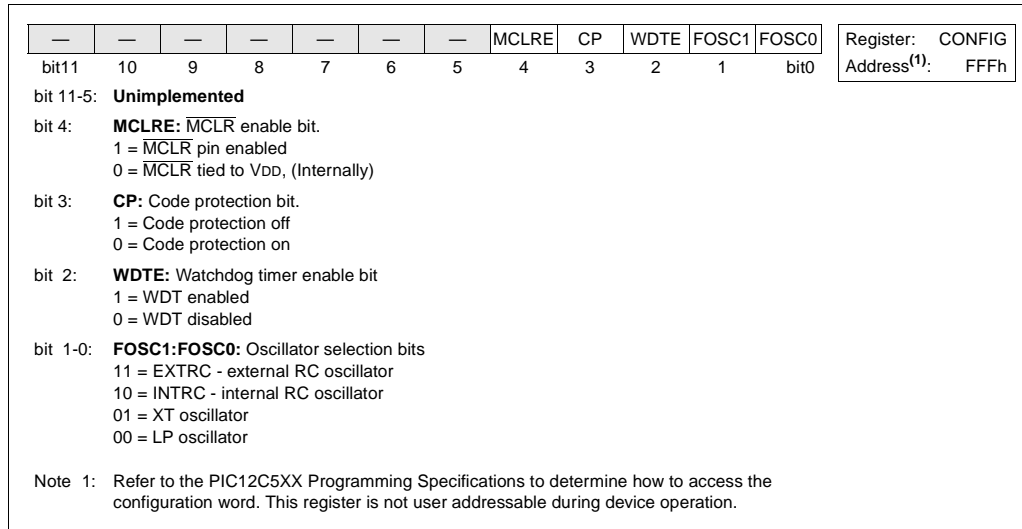 — — — — — — — MCLRE CP WDTE FOSC1 FOSC0
bit11 10 9 8 7 6 5 4 3 2 1 bit0
Register: CONFIG
Address(1): FFFh
bit 11-5: Unimplemented
bit 4: MCLRE: MCLR enable bit.
1 = MCLR pin enabled
0 = MCLR tied to VDD, (Internally)
bit 3: CP: Code protection bit.
1 = Code protection off
0 = Code protection on
bit 2: WDTE: Watchdog timer enable bit
1 = WDT enabled
0 = WDT disabled
bit 1-0: FOSC1:FOSC0: Oscillator selection bits
11 = EXTRC - external RC oscillator
10 = INTRC - internal RC oscillator
01 = XT oscillator
00 = LP oscillator
Note 1: Refer to the PIC12C5XX Programming Specifications to determine how to access the
configuration word. This register is not user addressable during device operation.